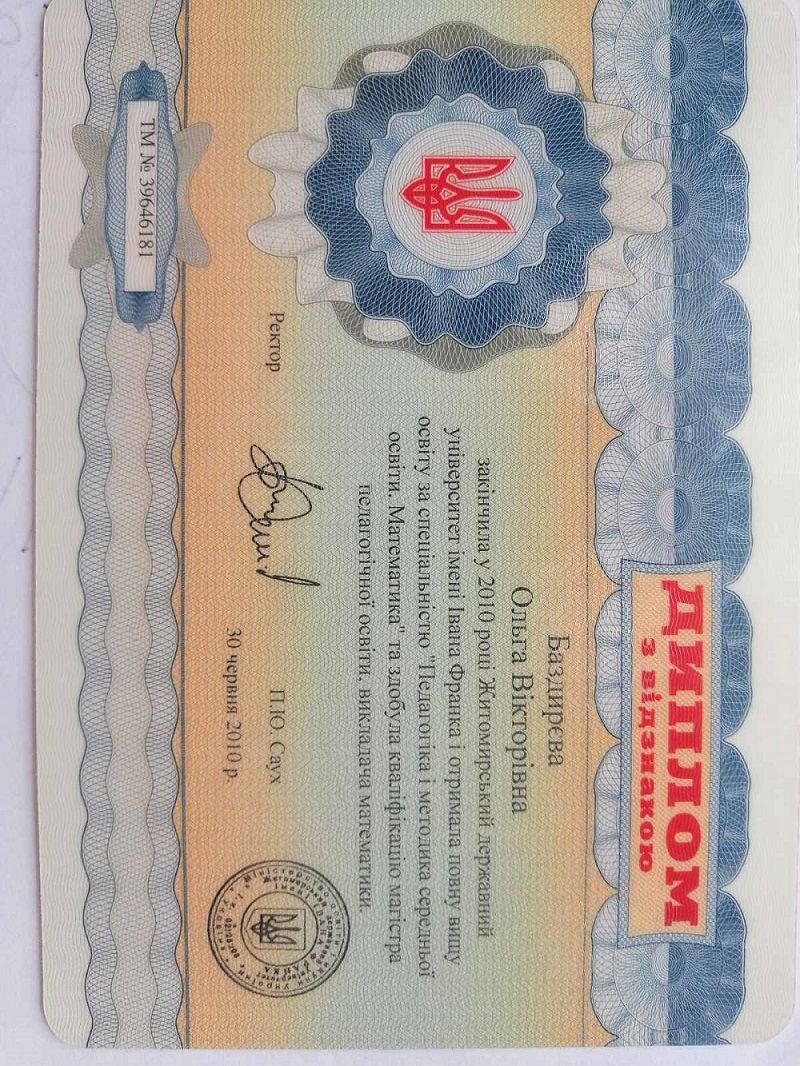 ДИПЛОМ
з відзнакою
Баздирєва
Ольга Вікторівна
закінчила у 2010 році Житомирський державний
університет імені Івана Франка і отримала повну вищу
освіту за спеціальністю "Педагогіка і методика середньої
освіти. Математика" та здобула кваліфікацію магістра
педагогічної освіти. викладача математики.
Ректор
П.Ю. Саух
30 червня 2010 р.
ТМ № 39646181